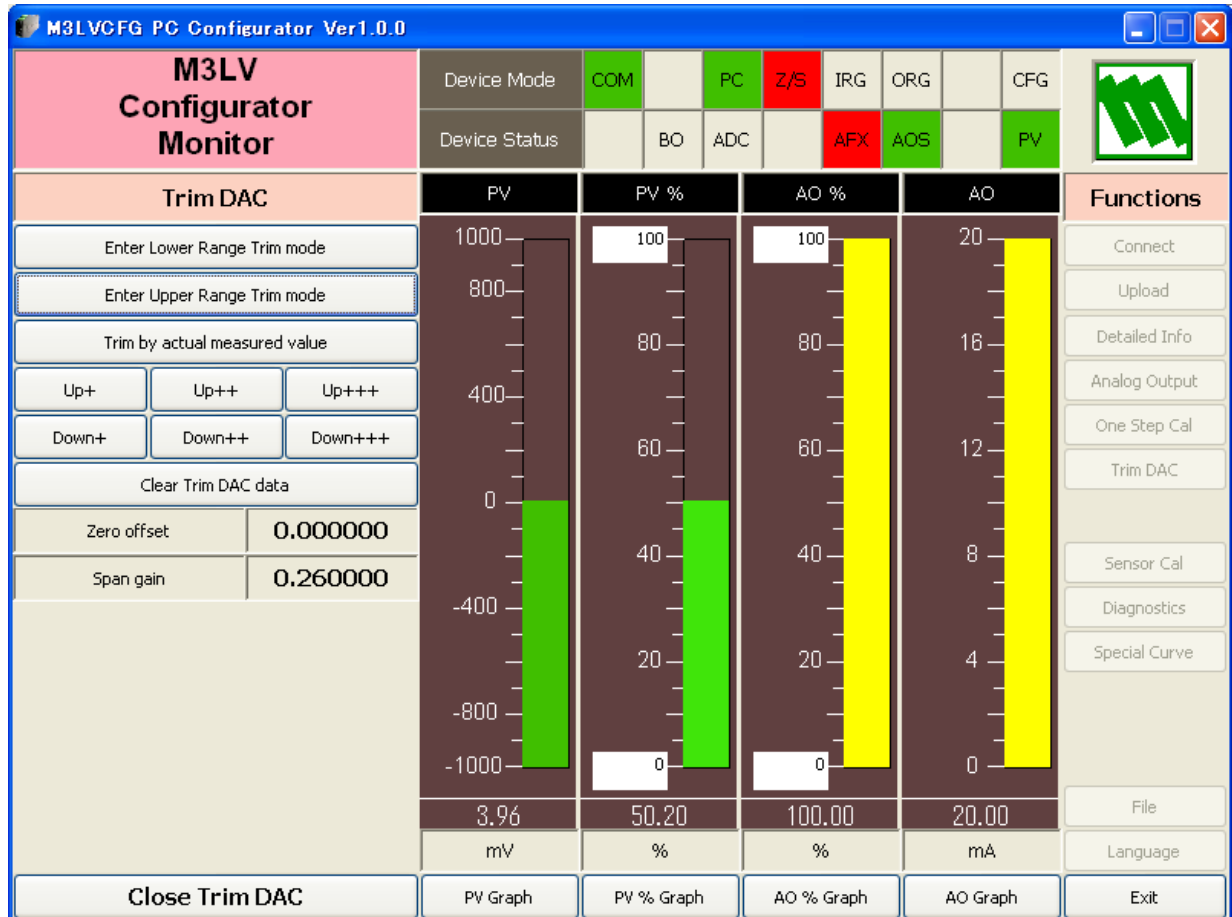 M3LVCFG PC Configurator Ver1.0.0
M3LV
Configurator
Monitor
Device Mode
COM
PC
Z/S
IRG
ORG
CFG
Device Status
BO
ADC
AFX
AOS
PV
Trim DAC
Enter Lower Range Trim mode
Enter Upper Range Trim mode
Trim by actual measured value
Up+
Up++
Up+++
Down+
Down++
Down+++
Clear Trim DAC data
Zero offset
0.000000
Span gain
0.260000
Close Trim DAC
PV
1000
800
400
0
-400
-800
-1000
3.96
mV
PV Graph
PV %
100
80
60
40
20
0
50.20
%
PV % Graph
AO %
100
80
60
40
20
0
100.00
%
AO % Graph
AO
20
16
12
8
4
0
20.00
mA
AO Graph
Functions
Connect
Upload
Detailed Info
Analog Output
One Step Cal
Trim DAC
Sensor Cal
Diagnostics
Special Curve
File
Language
Exit